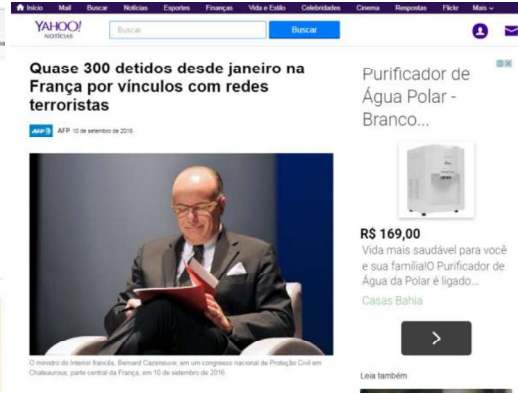 Início Mail Buscar Notícias Esportes Finanças Vida e Estilo Celebridades Cinema Respostas Flickr Mais
YAHOO!
NOTÍCIAS
Buscar
Buscar
Quase 300 detidos desde janeiro na
França por vínculos com redes
terroristas
AFP AFP 10 de setembro de 2016
O ministro do Interior francês, Bernard Cazeneuve, em um congresso nacional de Proteção Civil em
Chateauroux, parte central da França, em 10 de setembro de 2016
Purificador de
Água Polar -
Branco...
R$ 169,00
Vida mais saudável para você
e sua família!O Purificador de
Água da Polar é ligado...
Casas Bahia
Leia também